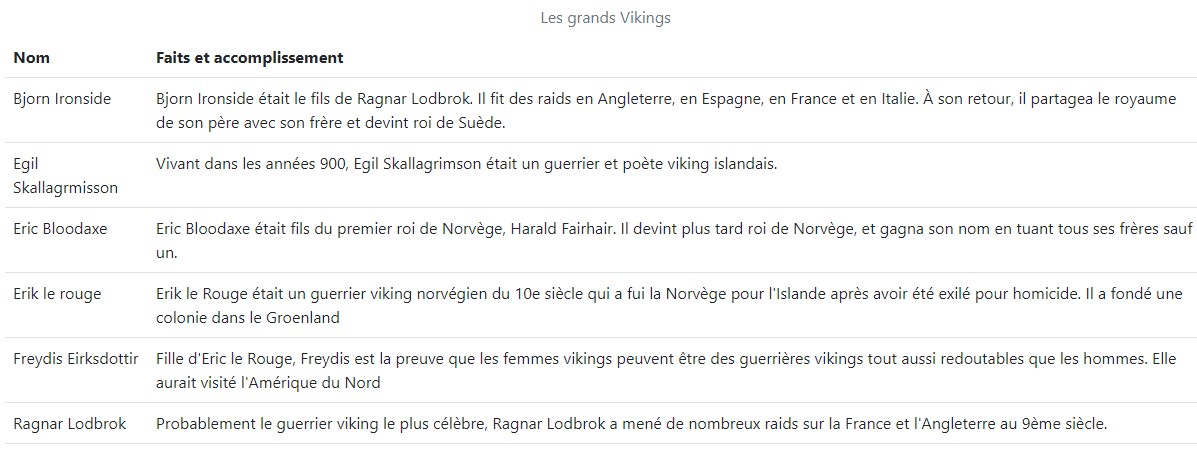 Les grands Vikings
Nom Faits et accomplissement
Bjorn Ironside Bjorn Ironside était le fils de Ragnar Lodbrok. Il fit des raids en Angleterre, en Espagne, en France et en Italie. À son retour, il partagea le royaume
de son père avec son frère et devint roi de Suède.
Egil Vivant dans les années 900, Egil Skallagrimson était un guerrier et poète viking islandais.
Skallagrmisson
Eric Bloodaxe Eric Bloodaxe était fils du premier roi de Norvège, Harald Fairhair. Il devint plus tard roi de Norvège, et gagna son nom en tuant tous ses frères sauf
un.
Erik le rouge Erik le Rouge était un guerrier viking norvégien du 10e siècle qui a fui la Norvège pour l'Islande après avoir été exilé pour homicide. Il a fondé une
colonie dans le Groenland
Freydis Eirksdottir Fille d'Eric le Rouge, Freydis est la preuve que les femmes vikings peuvent être des guerrières vikings tout aussi redoutables que les hommes. Elle
aurait visité l'Amérique du Nord
Ragnar Lodbrok Probablement le guerrier viking le plus célèbre, Ragnar Lodbrok a mené de nombreux raids sur la France et l'Angleterre au 9ème siècle.